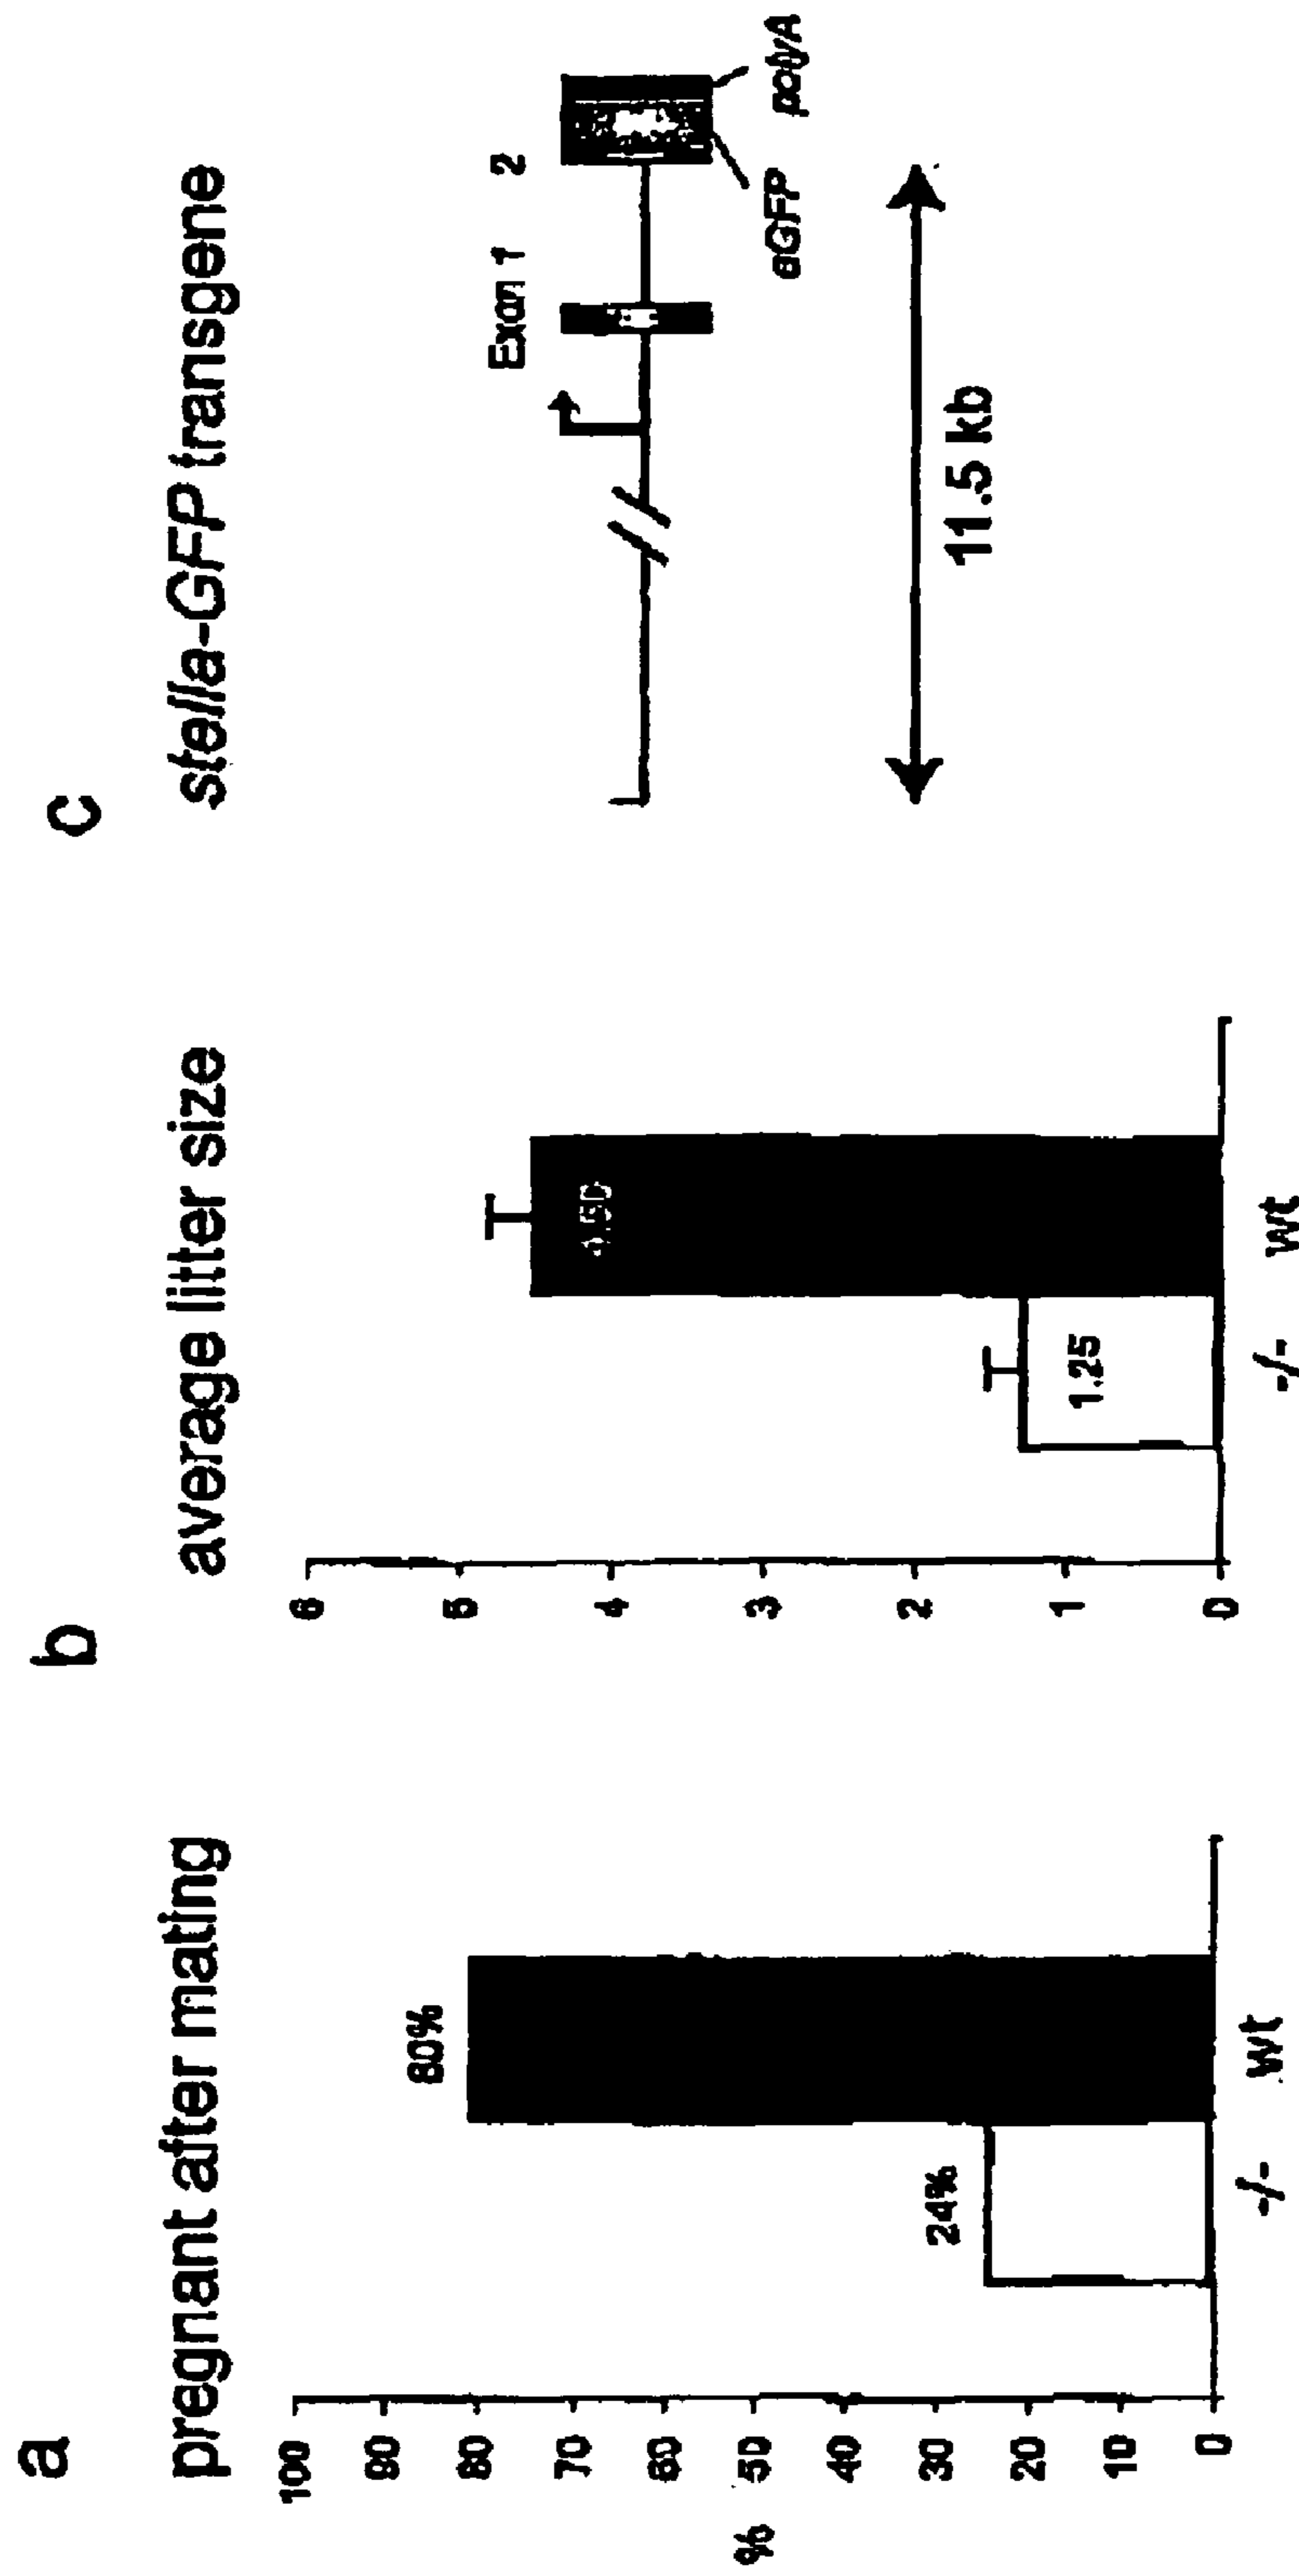 a
pregnant after mating
%
100
90
80
70
60
50
40
30
20
10
0
24%
80%
-/-
wt
b
average litter size
6
5
4
3
2
1
0
1.25
4.50
-/-
wt
c
stella-GFP transgene
Exon 1 2
eGFP
polyA
11.5 kb